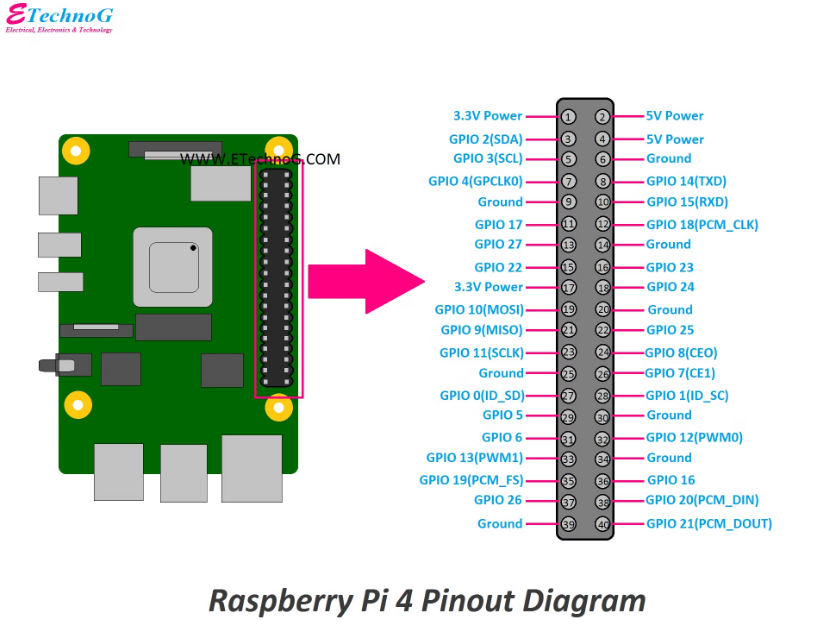 ETechnoG
Electrical, Electronics & Technology
WWW.ETechnoG.COM
3.3V Power 1 2 5V Power
GPIO 2(SDA) 3 4 5V Power
GPIO 3(SCL) 5 6 Ground
GPIO 4(GPCLK0) 7 8 GPIO 14(TXD)
Ground 9 10 GPIO 15(RXD)
GPIO 17 11 12 GPIO 18(PCM_CLK)
GPIO 27 13 14 Ground
GPIO 22 15 16 GPIO 23
3.3V Power 17 18 GPIO 24
GPIO 10(MOSI) 19 20 Ground
GPIO 9(MISO) 21 22 GPIO 25
GPIO 11(SCLK) 23 24 GPIO 8(CEO)
Ground 25 26 GPIO 7(CE1)
GPIO 0(ID_SD) 27 28 GPIO 1(ID_SC)
GPIO 5 29 30 Ground
GPIO 6 31 32 GPIO 12(PWM0)
GPIO 13(PWM1) 33 34 Ground
GPIO 19(PCM_FS) 35 36 GPIO 16
GPIO 26 37 38 GPIO 20(PCM_DIN)
Ground 39 40 GPIO 21(PCM_DOUT)
Raspberry Pi 4 Pinout Diagram